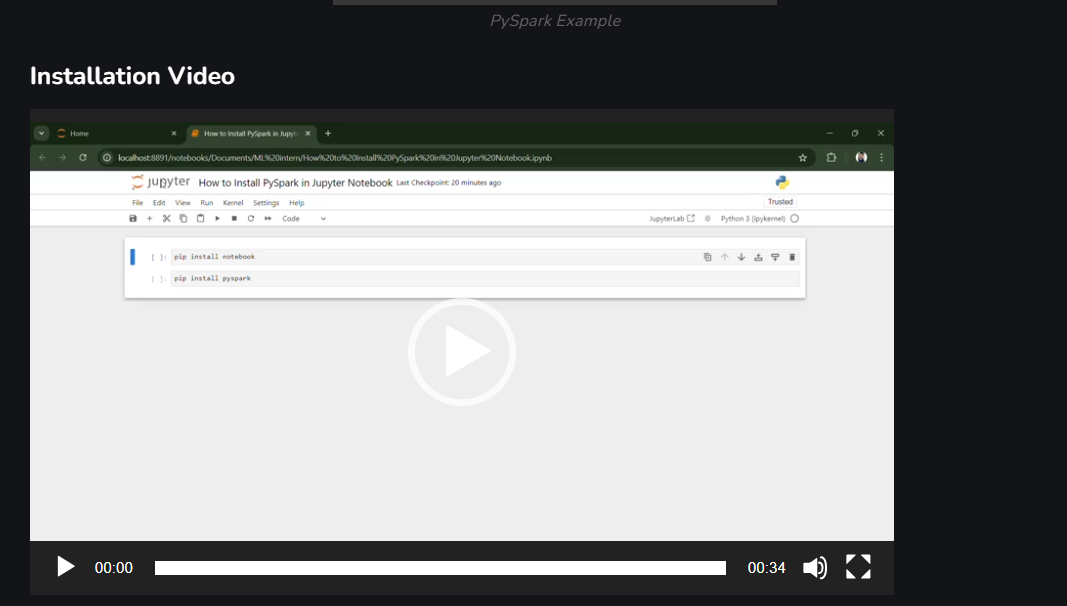 PySpark Example
Installation Video
Home
How to Install PySpark in Jupyt
localhost:8891/notebooks/Documents/ML%20intern/How%20to%20Install%20PySpark%20in%20Jupyter%20Notebook.ipynb
jupyter How to Install PySpark in Jupyter Notebook Last Checkpoint: 20 minutes ago
File Edit View Run Kernel Settings Help Trusted
Code JupyterLab Python 3 (ipykernel)
[ ]: pip install notebook
[ ]: pip install pyspark
00:00 00:34